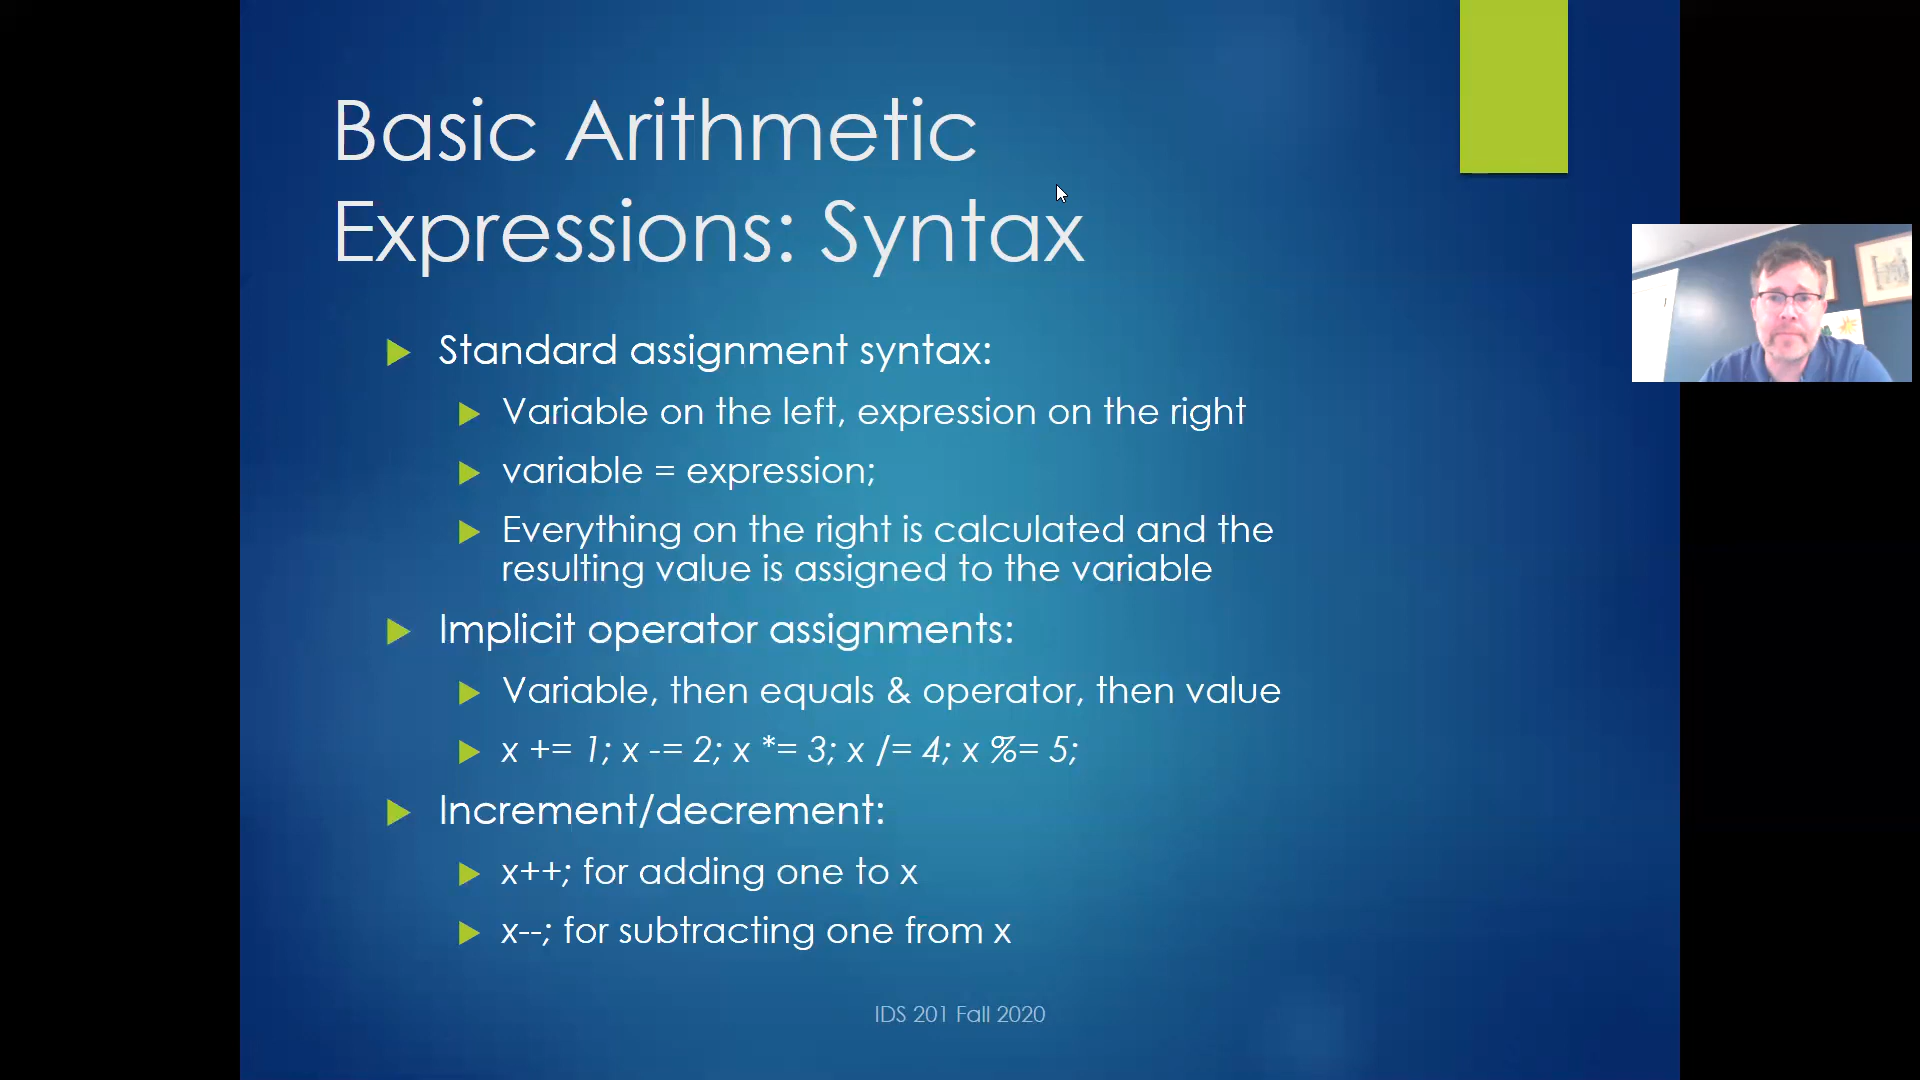 Basic Arithmetic
Expressions: Syntax
Standard assignment syntax:
Variable on the left, expression on the right
variable = expression;
Everything on the right is calculated and the
resulting value is assigned to the variable
Implicit operator assignments:
Variable, then equals & operator, then value
x += 1; x -= 2; x *= 3; x /= 4; x %= 5;
Increment/decrement:
x++; for adding one to x
x--; for subtracting one from x
IDS 201 Fall 2020